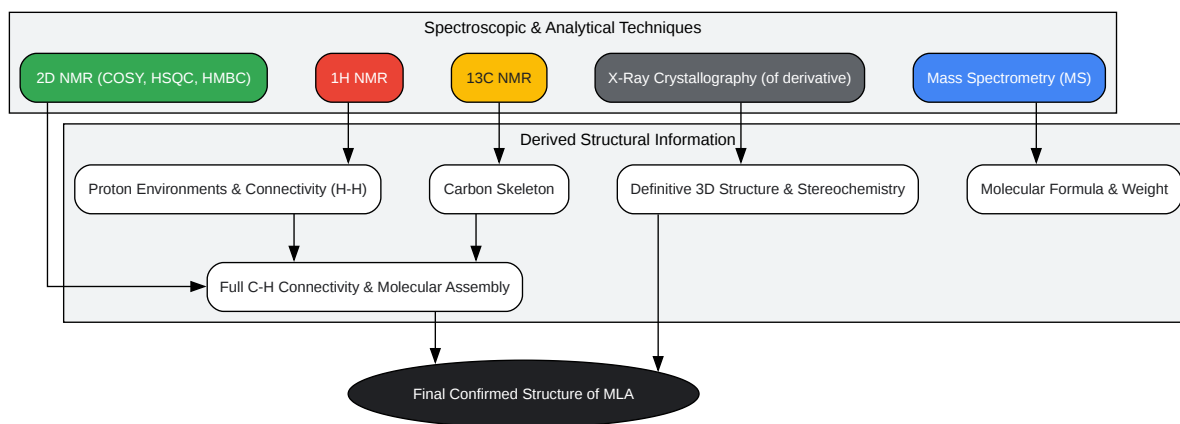 Spectroscopic & Analytical Techniques
2D NMR (COSY, HSQC, HMBC)
1H NMR
13C NMR
X-Ray Crystallography (of derivative)
Mass Spectrometry (MS)
Derived Structural Information
Proton Environments & Connectivity (H-H)
Carbon Skeleton
Definitive 3D Structure & Stereochemistry
Molecular Formula & Weight
Full C-H Connectivity & Molecular Assembly
Final Confirmed Structure of MLA